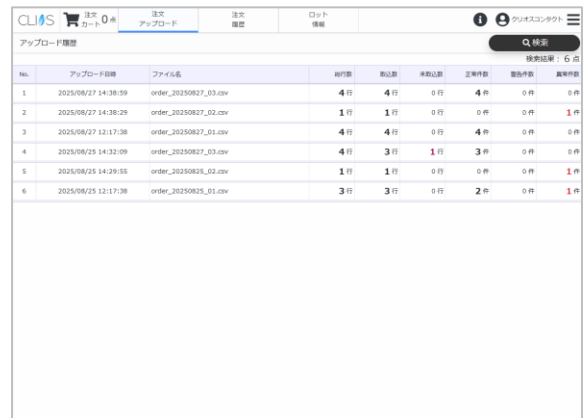 CLIOS 注文カート 0点 注文アップロード 注文履歴 ロット情報 クリオスコンタクト
アップロード履歴 検索
検索結果：6 点
No. アップロード日時 ファイル名 総行数 取込数 未取込数 正常件数 警告件数 異常件数
1 2025/08/27 14:38:59 order_20250827_03.csv 4行 4行 0行 4件 0件 0件
2 2025/08/27 14:38:29 order_20250827_02.csv 1行 1行 0行 0件 0件 1件
3 2025/08/27 12:17:38 order_20250827_01.csv 4行 4行 0行 4件 0件 0件
4 2025/08/25 14:32:09 order_20250827_03.csv 4行 3行 1行 3件 0件 0件
5 2025/08/25 14:29:55 order_20250825_02.csv 1行 1行 0行 0件 0件 1件
6 2025/08/25 12:17:38 order_20250825_01.csv 3行 3行 0行 2件 0件 1件